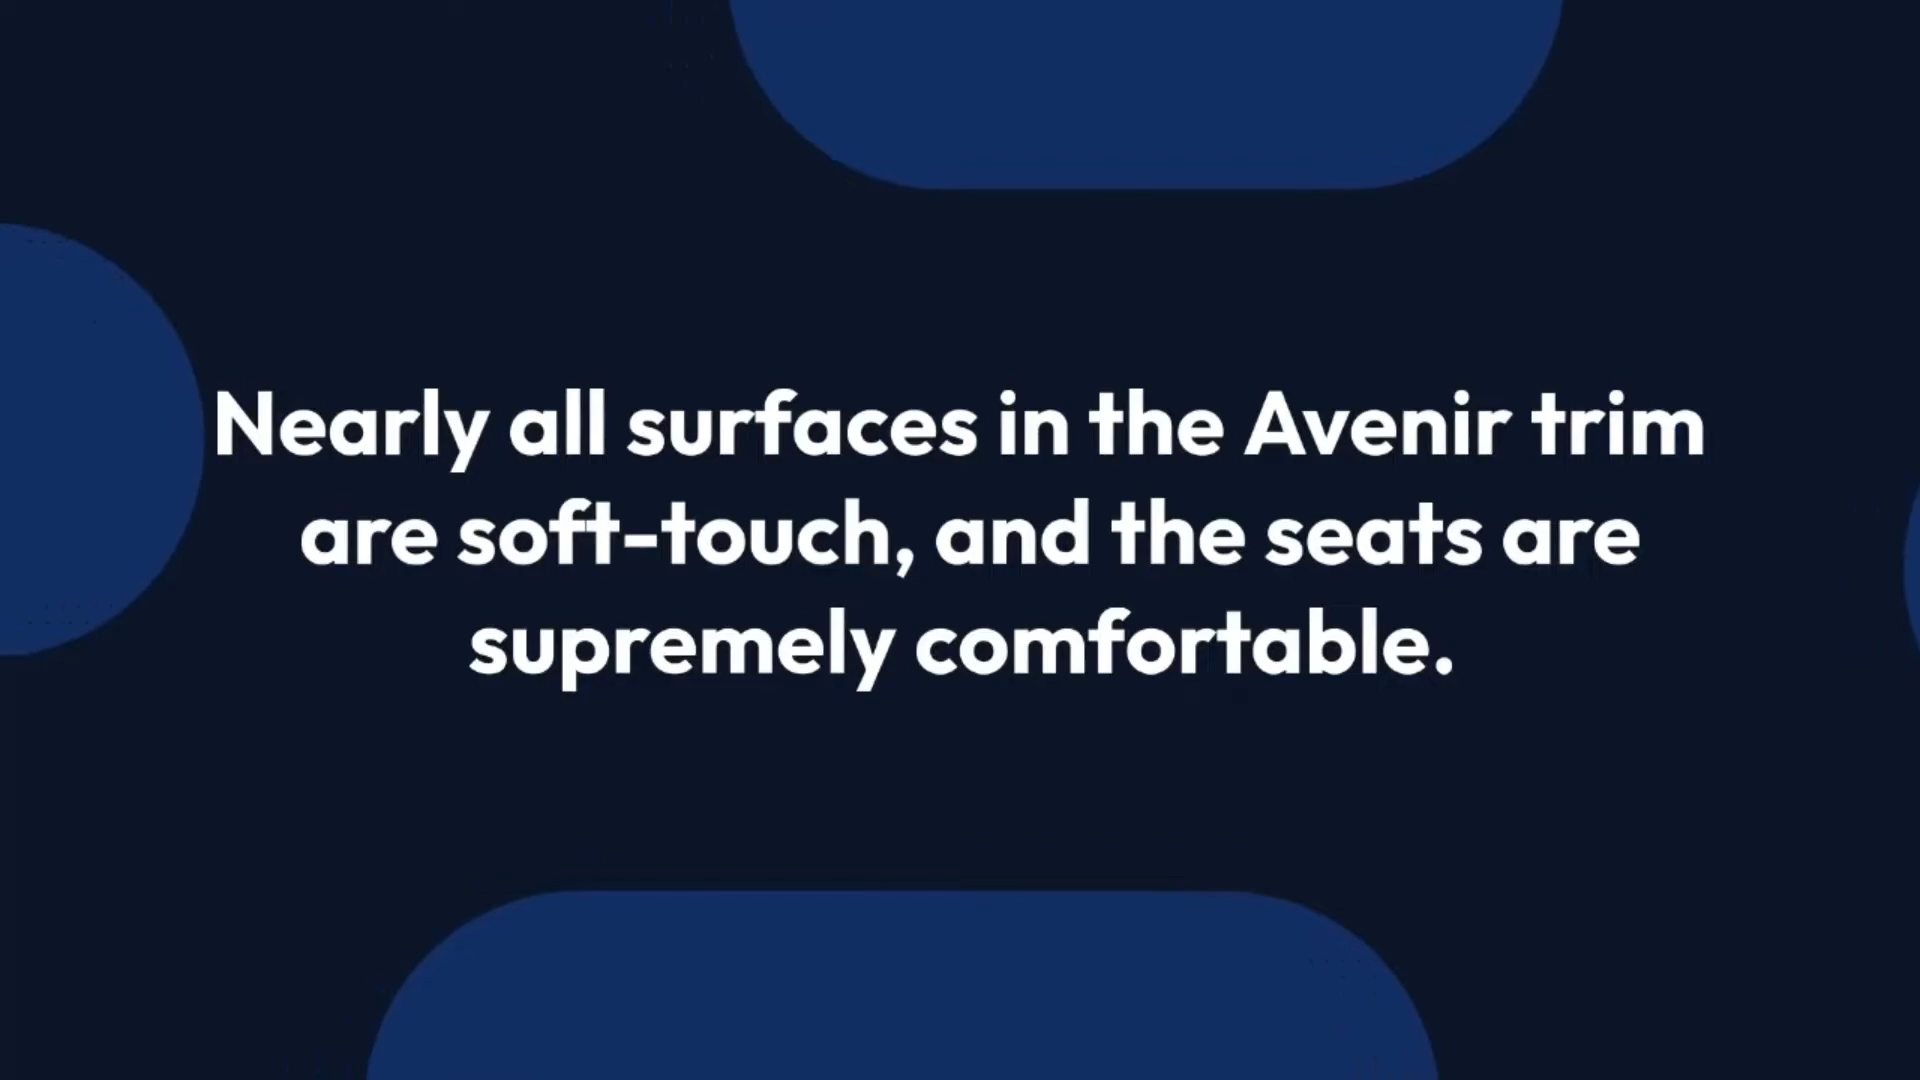 Nearly all surfaces in the Avenir trim
are soft-touch, and the seats are
supremely comfortable.